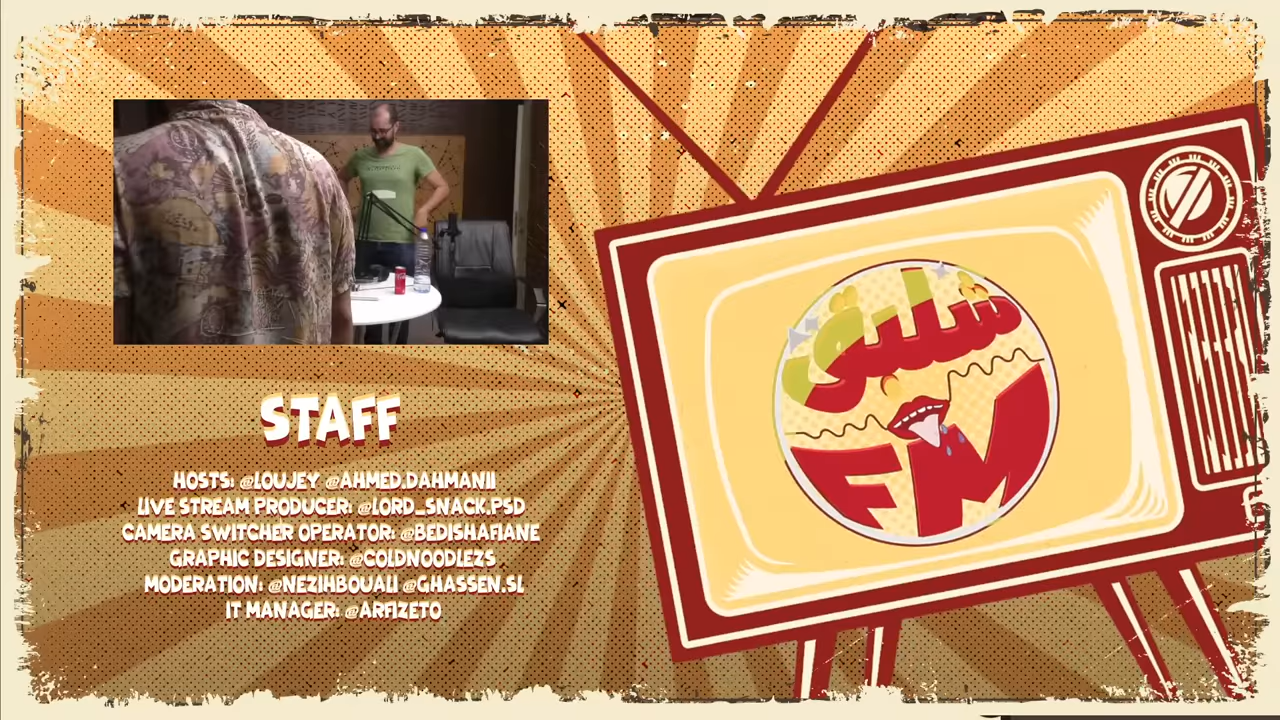 STAFF
HOSTS: @LOUJEY @AHMED.DAHMANII
LIVE STREAM PRODUCER: @LORD_SNACK.PSD
CAMERA SWITCHER OPERATOR: @BEDISHAFIANE
GRAPHIC DESIGNER: @COLDNOODLEZS
MODERATION: @NEZIHBOUALI @GHASSEN.SL
IT MANAGER: @ARFIZETO
شليق
FM